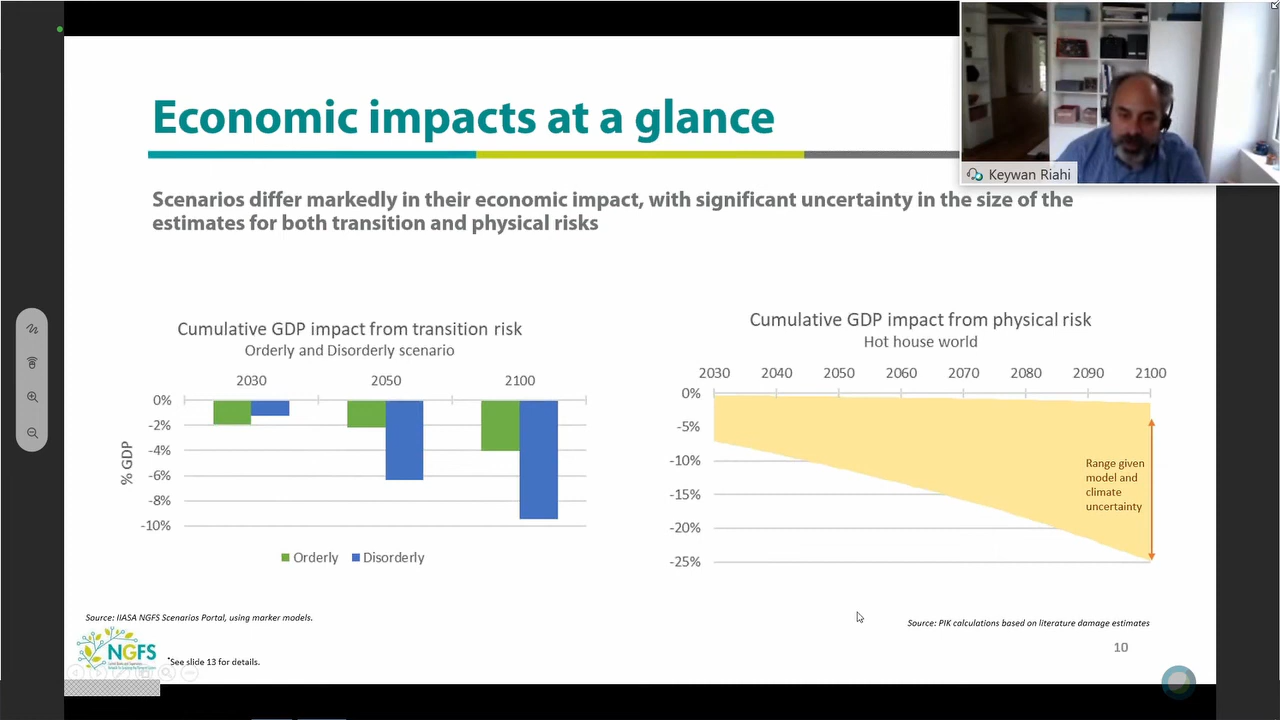 Economic impacts at a glance
Keywan Riahi
Scenarios differ markedly in their economic impact, with significant uncertainty in the size of the
estimates for both transition and physical risks
Cumulative GDP impact from transition risk
Orderly and Disorderly scenario
2030 2050 2100
0%
-2%
-4%
-6%
-8%
-10%
% GDP
Orderly Disorderly
Cumulative GDP impact from physical risk
Hot house world
2030 2040 2050 2060 2070 2080 2090 2100
0%
-5%
-10%
-15%
-20%
-25%
Range given
model and
climate
uncertainty
Source: IIASA NGFS Scenarios Portal, using marker models.
Source: PIK calculations based on literature damage estimates
NGFS
*See slide 13 for details.
10